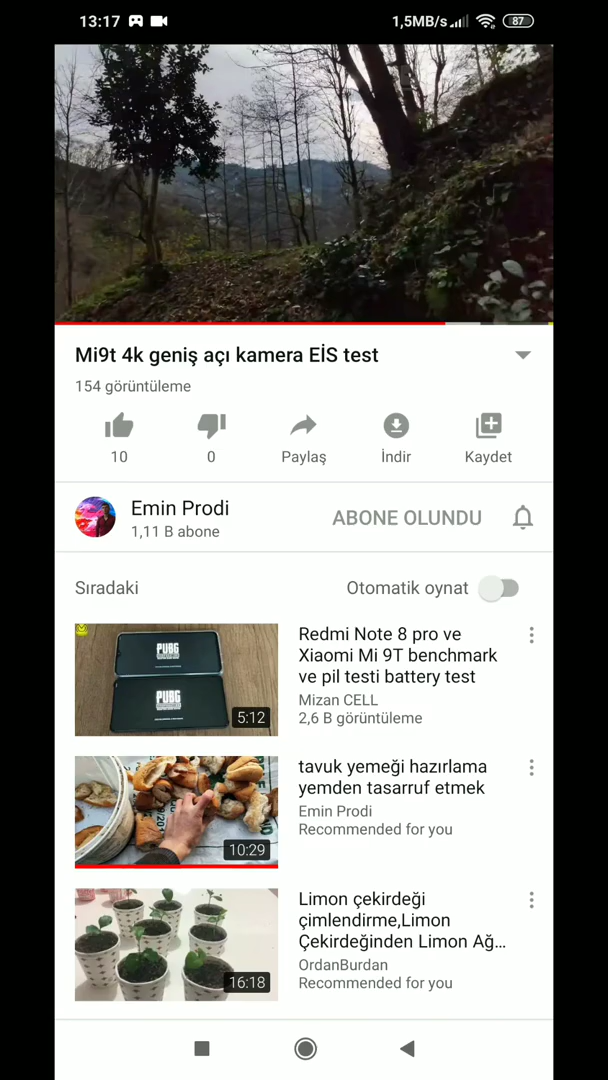 13:17 1,5MB/s 87
Mi9t 4k geniş açı kamera EİS test
154 görüntüleme
10 0 Paylaş İndir Kaydet
Emin Prodi
1,11 B abone
ABONE OLUNDU
Sıradaki Otomatik oynat
PUBG
PUBG
5:12
Redmi Note 8 pro ve
Xiaomi Mi 9T benchmark
ve pil testi battery test
Mizan CELL
2,6 B görüntüleme
10:29
tavuk yemeği hazırlama
yemden tasarruf etmek
Emin Prodi
Recommended for you
16:18
Limon çekirdeği
çimlendirme,Limon
Çekirdeğinden Limon Ağ...
OrdanBurdan
Recommended for you